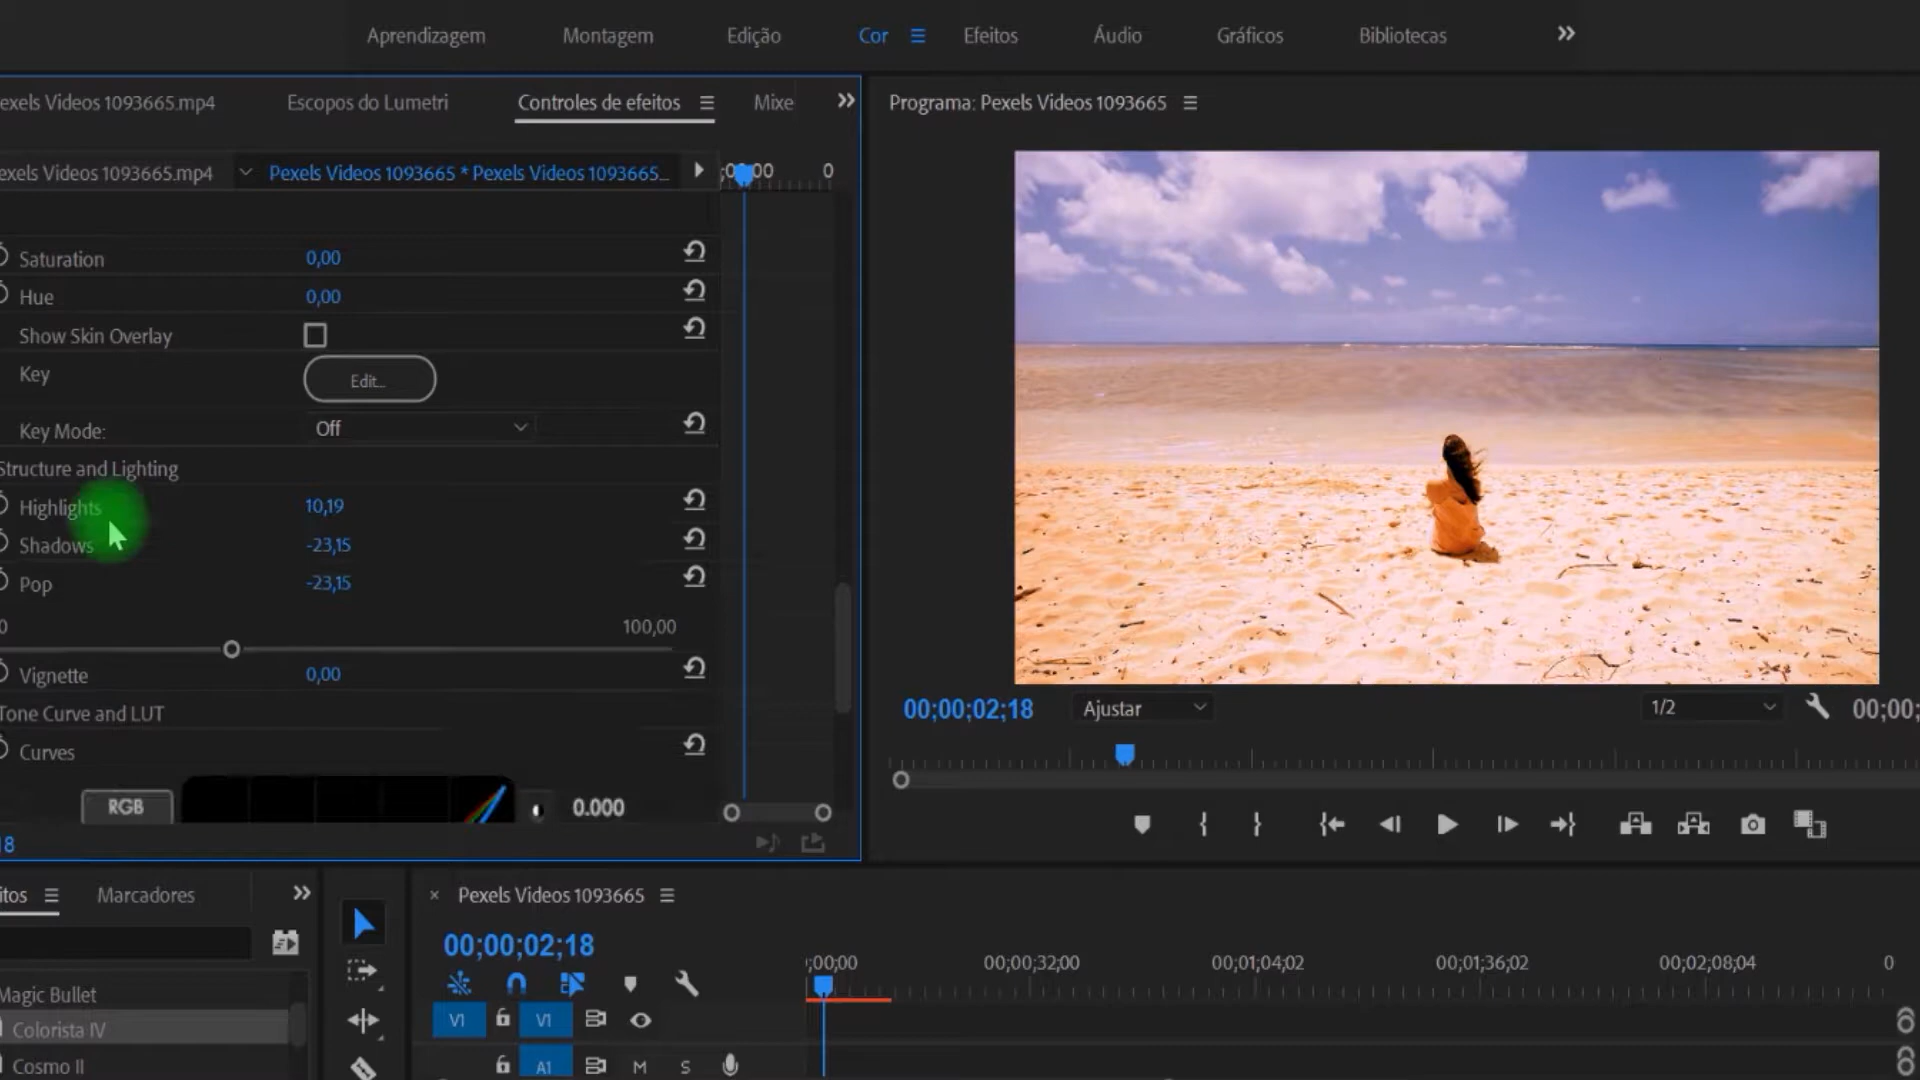 Aprendizagem Montagem Edição Cor Efeitos Áudio Gráficos Bibliotecas
exels Videos 1093665.mp4 Escopos do Lumetri Controles de efeitos Mixe
Programa: Pexels Videos 1093665
exels Videos 1093665.mp4 Pexels Videos 1093665 * Pexels Videos 1093665... ;00;00 0
Saturation 0,00
Hue 0,00
Show Skin Overlay
Key Edit...
Key Mode: Off
Structure and Lighting
Highlights 10,19
Shadows -23,15
Pop -23,15
0 100,00
Vignette 0,00
Tone Curve and LUT
Curves
RGB 0.000
18
00;00;02;18 Ajustar 1/2 00;00;
itos Marcadores
Magic Bullet
Colorista IV
Cosmo II
× Pexels Videos 1093665
00;00;02;18
;00;00 00;00;32;00 00;01;04;02 00;01;36;02 00;02;08;04 0
V1 V1
A1 M S